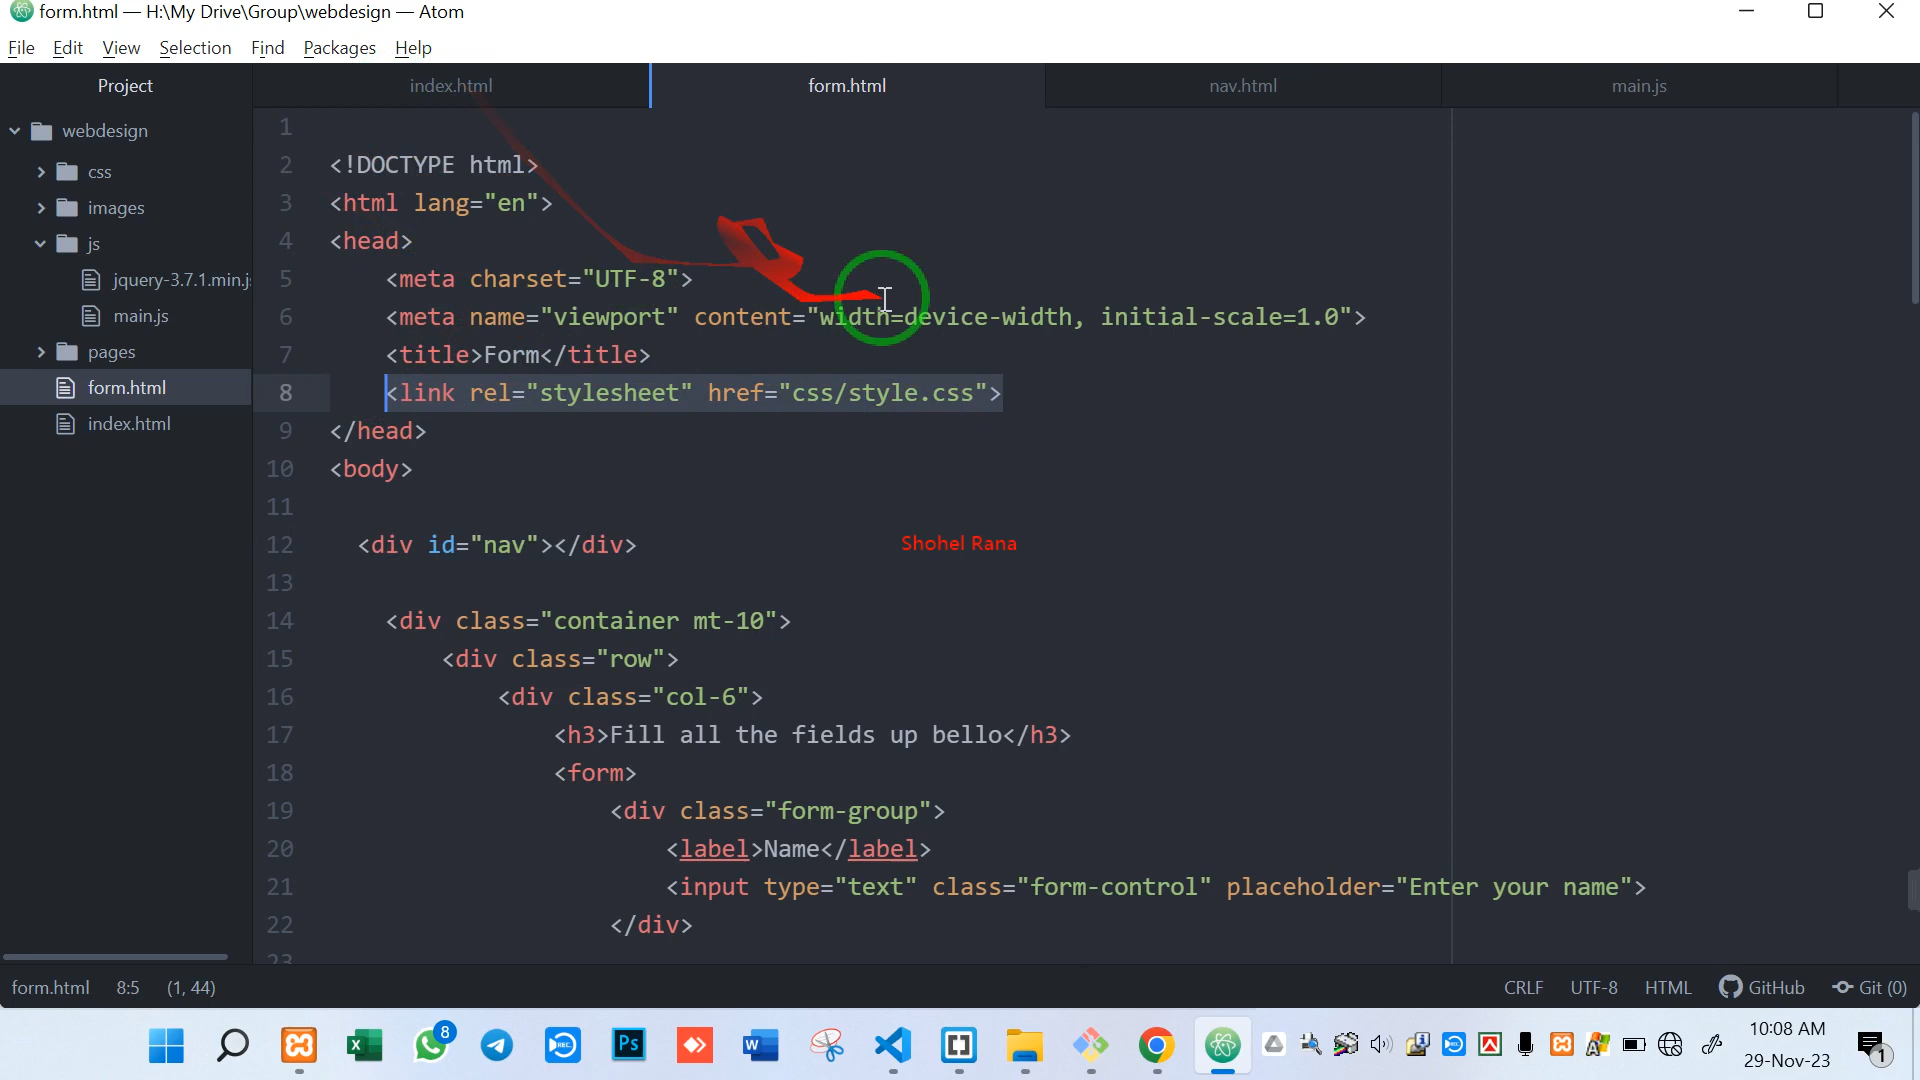 form.html — H:\My Drive\Group\webdesign — Atom
File Edit View Selection Find Packages Help
Project
index.html
form.html
nav.html
main.js
webdesign
css
images
js
jquery-3.7.1.min.j
main.js
pages
form.html
index.html
1
2 <!DOCTYPE html>
3 <html lang="en">
4 <head>
5 <meta charset="UTF-8">
6 <meta name="viewport" content="width=device-width, initial-scale=1.0">
7 <title>Form</title>
8 <link rel="stylesheet" href="css/style.css">
9 </head>
10 <body>
11
12 <div id="nav"></div>
Shohel Rana
13
14 <div class="container mt-10">
15 <div class="row">
16 <div class="col-6">
17 <h3>Fill all the fields up bello</h3>
18 <form>
19 <div class="form-group">
20 <label>Name</label>
21 <input type="text" class="form-control" placeholder="Enter your name">
22 </div>
23
form.html 8:5 (1, 44)
CRLF UTF-8 HTML GitHub Git (0)
8
REC
Ps
W
10:08 AM
29-Nov-23
1